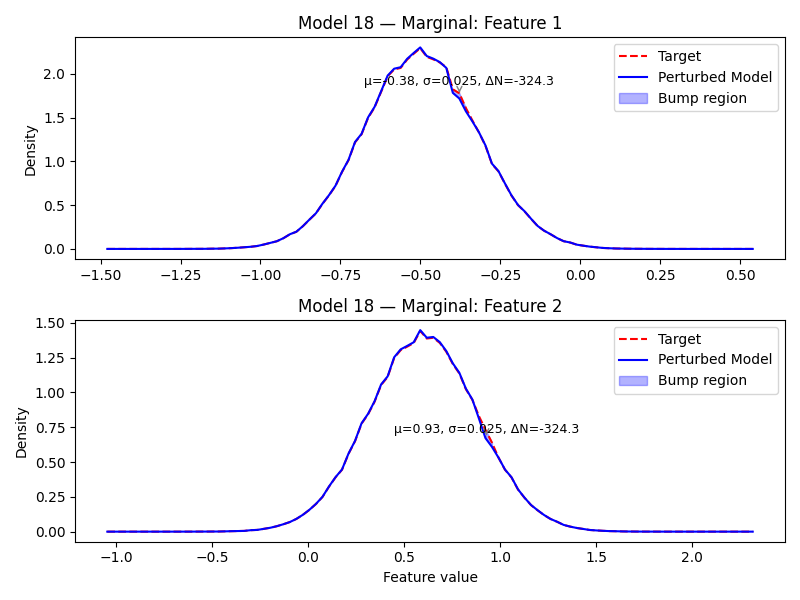 Model 18 — Marginal: Feature 1
Density
2.0
1.5
1.0
0.5
0.0
μ=-0.38, σ=0.025, ΔN=-324.3
Target
Perturbed Model
Bump region
−1.50 −1.25 −1.00 −0.75 −0.50 −0.25 0.00 0.25 0.50
Model 18 — Marginal: Feature 2
Density
1.50
1.25
1.00
0.75
0.50
0.25
0.00
Target
Perturbed Model
Bump region
μ=0.93, σ=0.025, ΔN=-324.3
−1.0 −0.5 0.0 0.5 1.0 1.5 2.0
Feature value